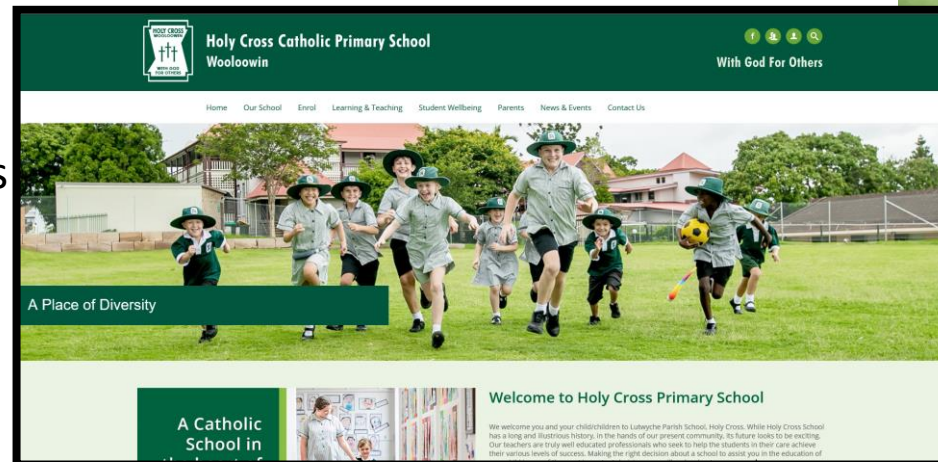 HOLY CROSS
WOOLOOWIN
WITH GOD
FOR OTHERS
Holy Cross Catholic Primary School
Wooloowin
With God For Others
Home Our School Enrol Learning & Teaching Student Wellbeing Parents News & Events Contact Us
s
A Place of Diversity
A Catholic
School in
Welcome to Holy Cross Primary School
We welcome you and your child/children to Lutwyche Parish School, Holy Cross. While Holy Cross School
has a long and illustrious history, in the hands of our present community, its future looks to be exciting.
Our teachers are truly well educated professionals who seek to help the students in their care achieve
their various levels of success. Making the right decision about a school to assist you in the education of